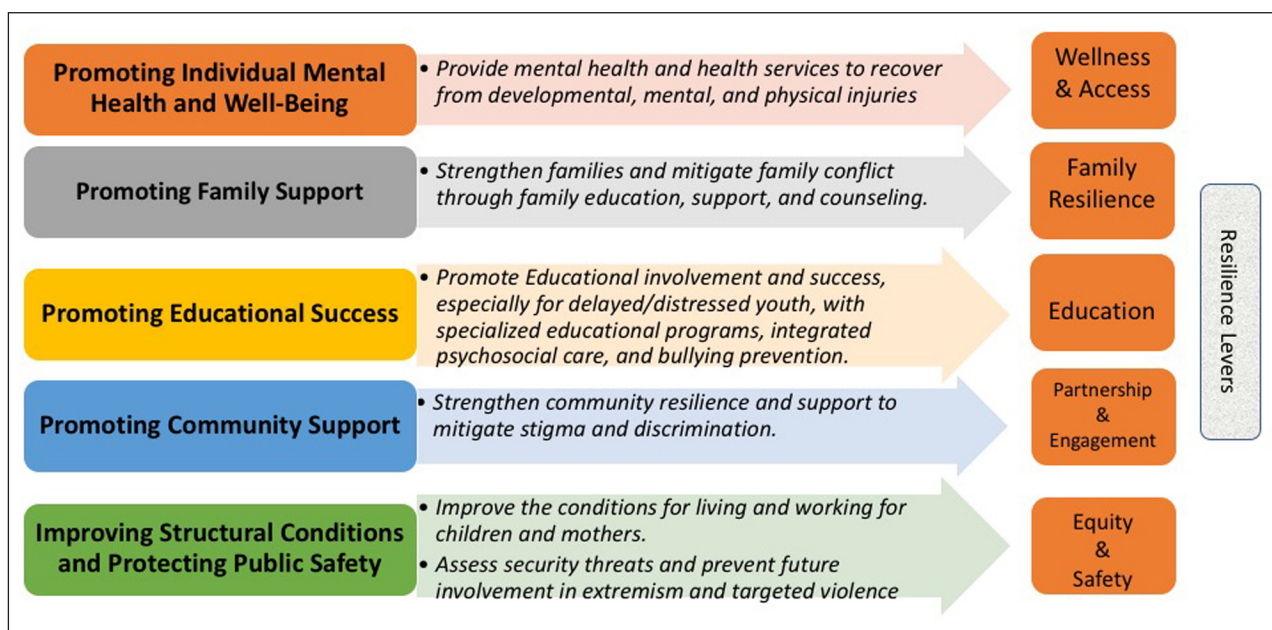 Promoting Individual Mental
Health and Well-Being
• Provide mental health and health services to recover
from developmental, mental, and physical injuries
Wellness
& Access
Promoting Family Support
• Strengthen families and mitigate family conflict
through family education, support, and counseling.
Family
Resilience
Promoting Educational Success
• Promote Educational involvement and success,
especially for delayed/distressed youth, with
specialized educational programs, integrated
psychosocial care, and bullying prevention.
Education
Promoting Community Support
• Strengthen community resilience and support to
mitigate stigma and discrimination.
Partnership
&
Engagement
Improving Structural Conditions
and Protecting Public Safety
• Improve the conditions for living and working for
children and mothers.
• Assess security threats and prevent future
involvement in extremism and targeted violence
Equity
&
Safety
Resilience Levers